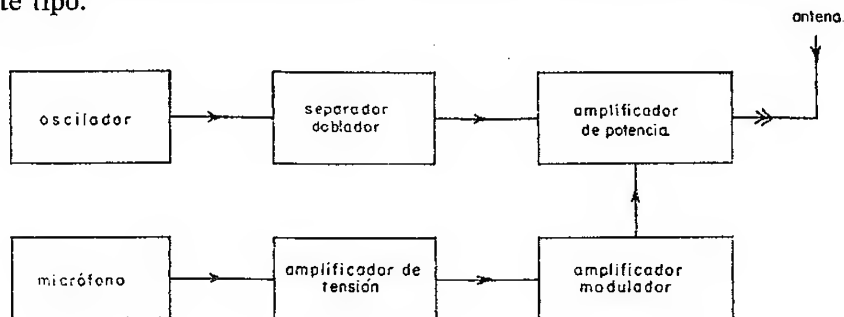 te tipo.
antena.
oscilador
separador
doblador
amplificador
de potencia
micrófono
amplificador de
tensión
amplificador
modulador